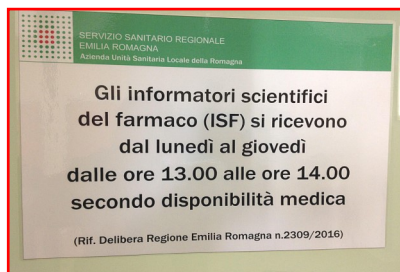 SERVIZIO SANITARIO REGIONALE
EMILIA ROMAGNA
Azienda Unità Sanitaria Locale della Romagna
Gli informatori scientifici
del farmaco (ISF) si ricevono
dal lunedì al giovedì
dalle ore 13.00 alle ore 14.00
secondo disponibilità medica
(Rif. Delibera Regione Emilia Romagna n.2309/2016)